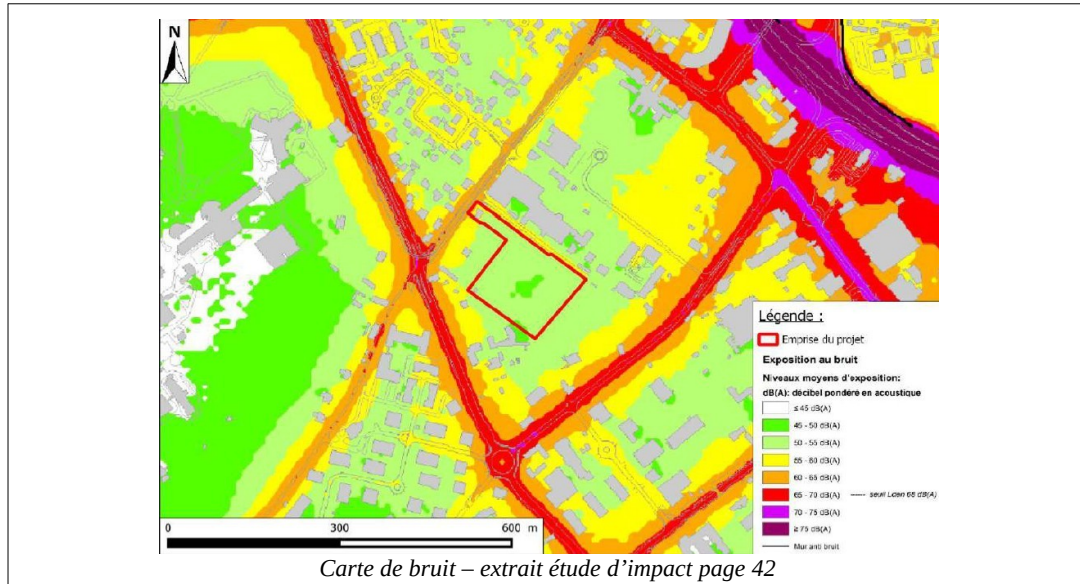 N
Légende :
Emprise du projet
Exposition au bruit
Niveaux moyens d'exposition:
dB(A): décibel pondéré en acoustique
≤ 45 dB(A)
45 - 50 dB(A)
50 - 55 dB(A)
55 - 60 dB(A)
60 - 65 dB(A)
65 - 70 dB(A) seuil Lden 68 dB(A)
70 - 75 dB(A)
≥ 75 dB(A)
Mur anti bruit
0 300 600 m
Carte de bruit – extrait étude d'impact page 42